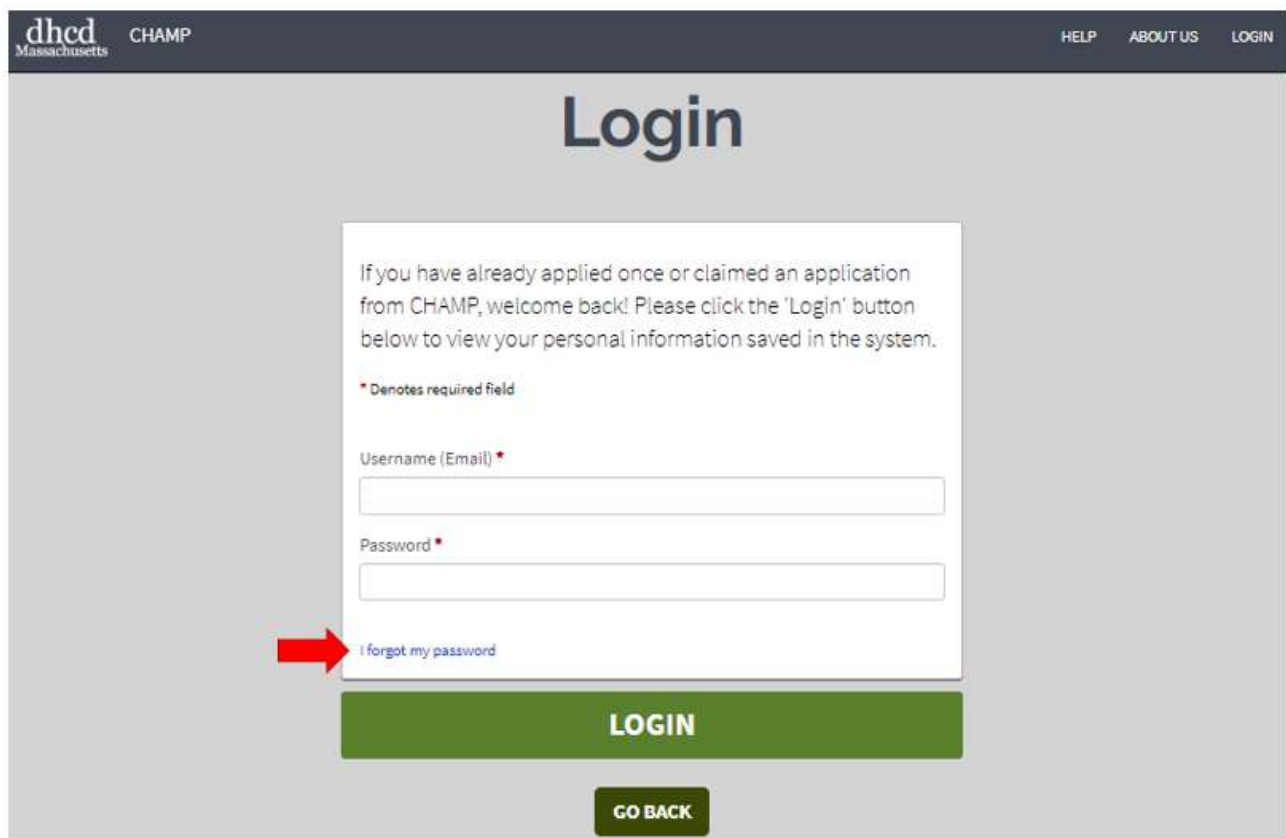 dhcd
Massachusetts
CHAMP
HELP ABOUT US LOGIN
Login
If you have already applied once or claimed an application
from CHAMP, welcome back! Please click the 'Login' button
below to view your personal information saved in the system.
* Denotes required field
Username (Email) *
Password *
I forgot my password
LOGIN
GO BACK